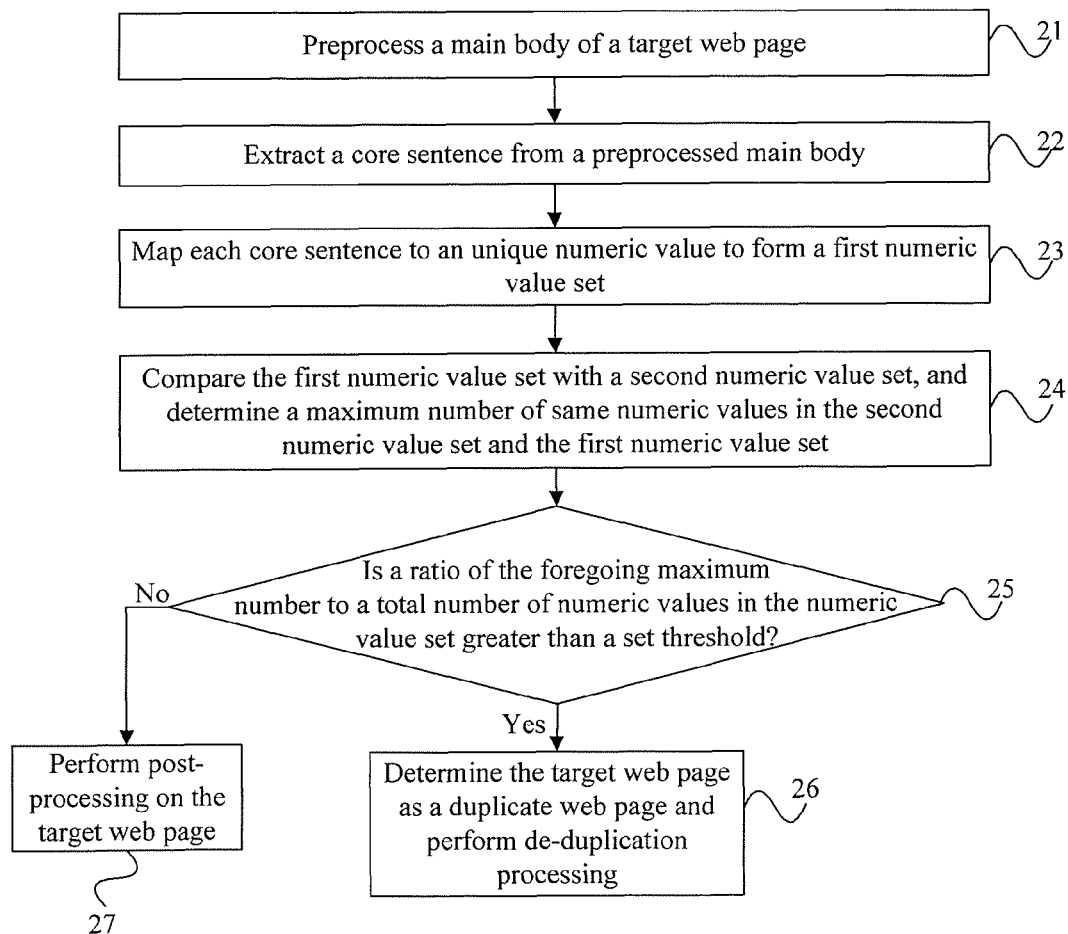 Preprocess a main body of a target web page
21
Extract a core sentence from a preprocessed main body
22
Map each core sentence to an unique numeric value to form a first numeric
value set
23
Compare the first numeric value set with a second numeric value set, and
determine a maximum number of same numeric values in the second
numeric value set and the first numeric value set
24
Is a ratio of the foregoing maximum
number to a total number of numeric values in the numeric
value set greater than a set threshold?
25
No
Yes
Perform post-
processing on the
target web page
27
Determine the target web page
as a duplicate web page and
perform de-duplication
processing
26